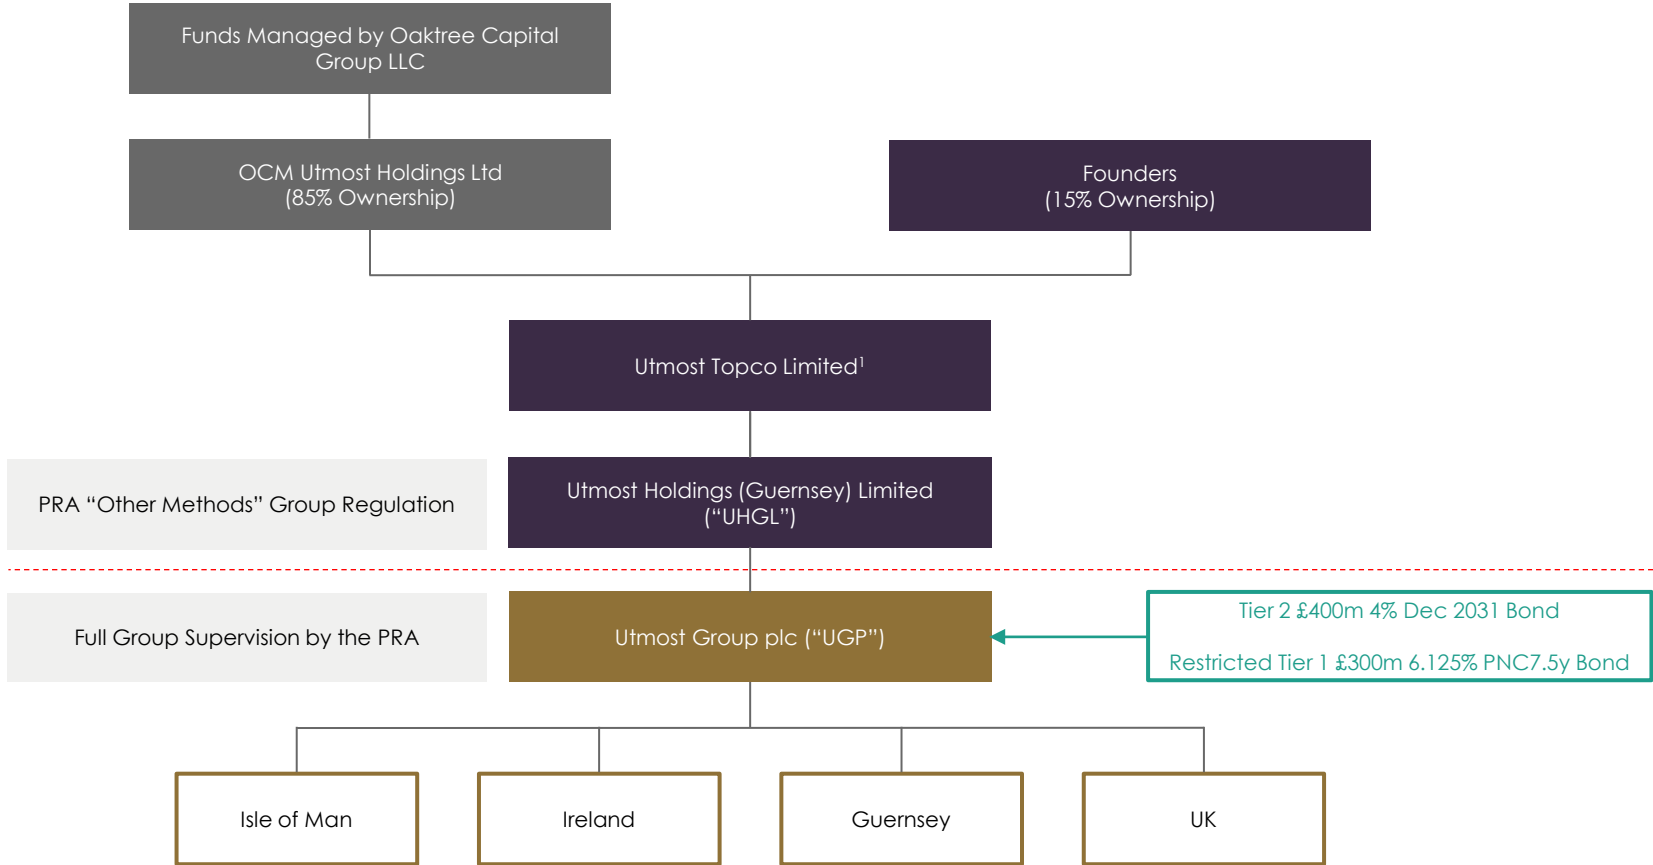 Funds Managed by Oaktree Capital
Group LLC
OCM Utmost Holdings Ltd
(85% Ownership)
Founders
(15% Ownership)
Utmost Topco Limited¹
PRA “Other Methods” Group Regulation
Utmost Holdings (Guernsey) Limited
(“UHGL”)
Full Group Supervision by the PRA
Utmost Group plc (“UGP”)
Tier 2 £400m 4% Dec 2031 Bond
Restricted Tier 1 £300m 6.125% PNC7.5y Bond
Isle of Man
Ireland
Guernsey
UK